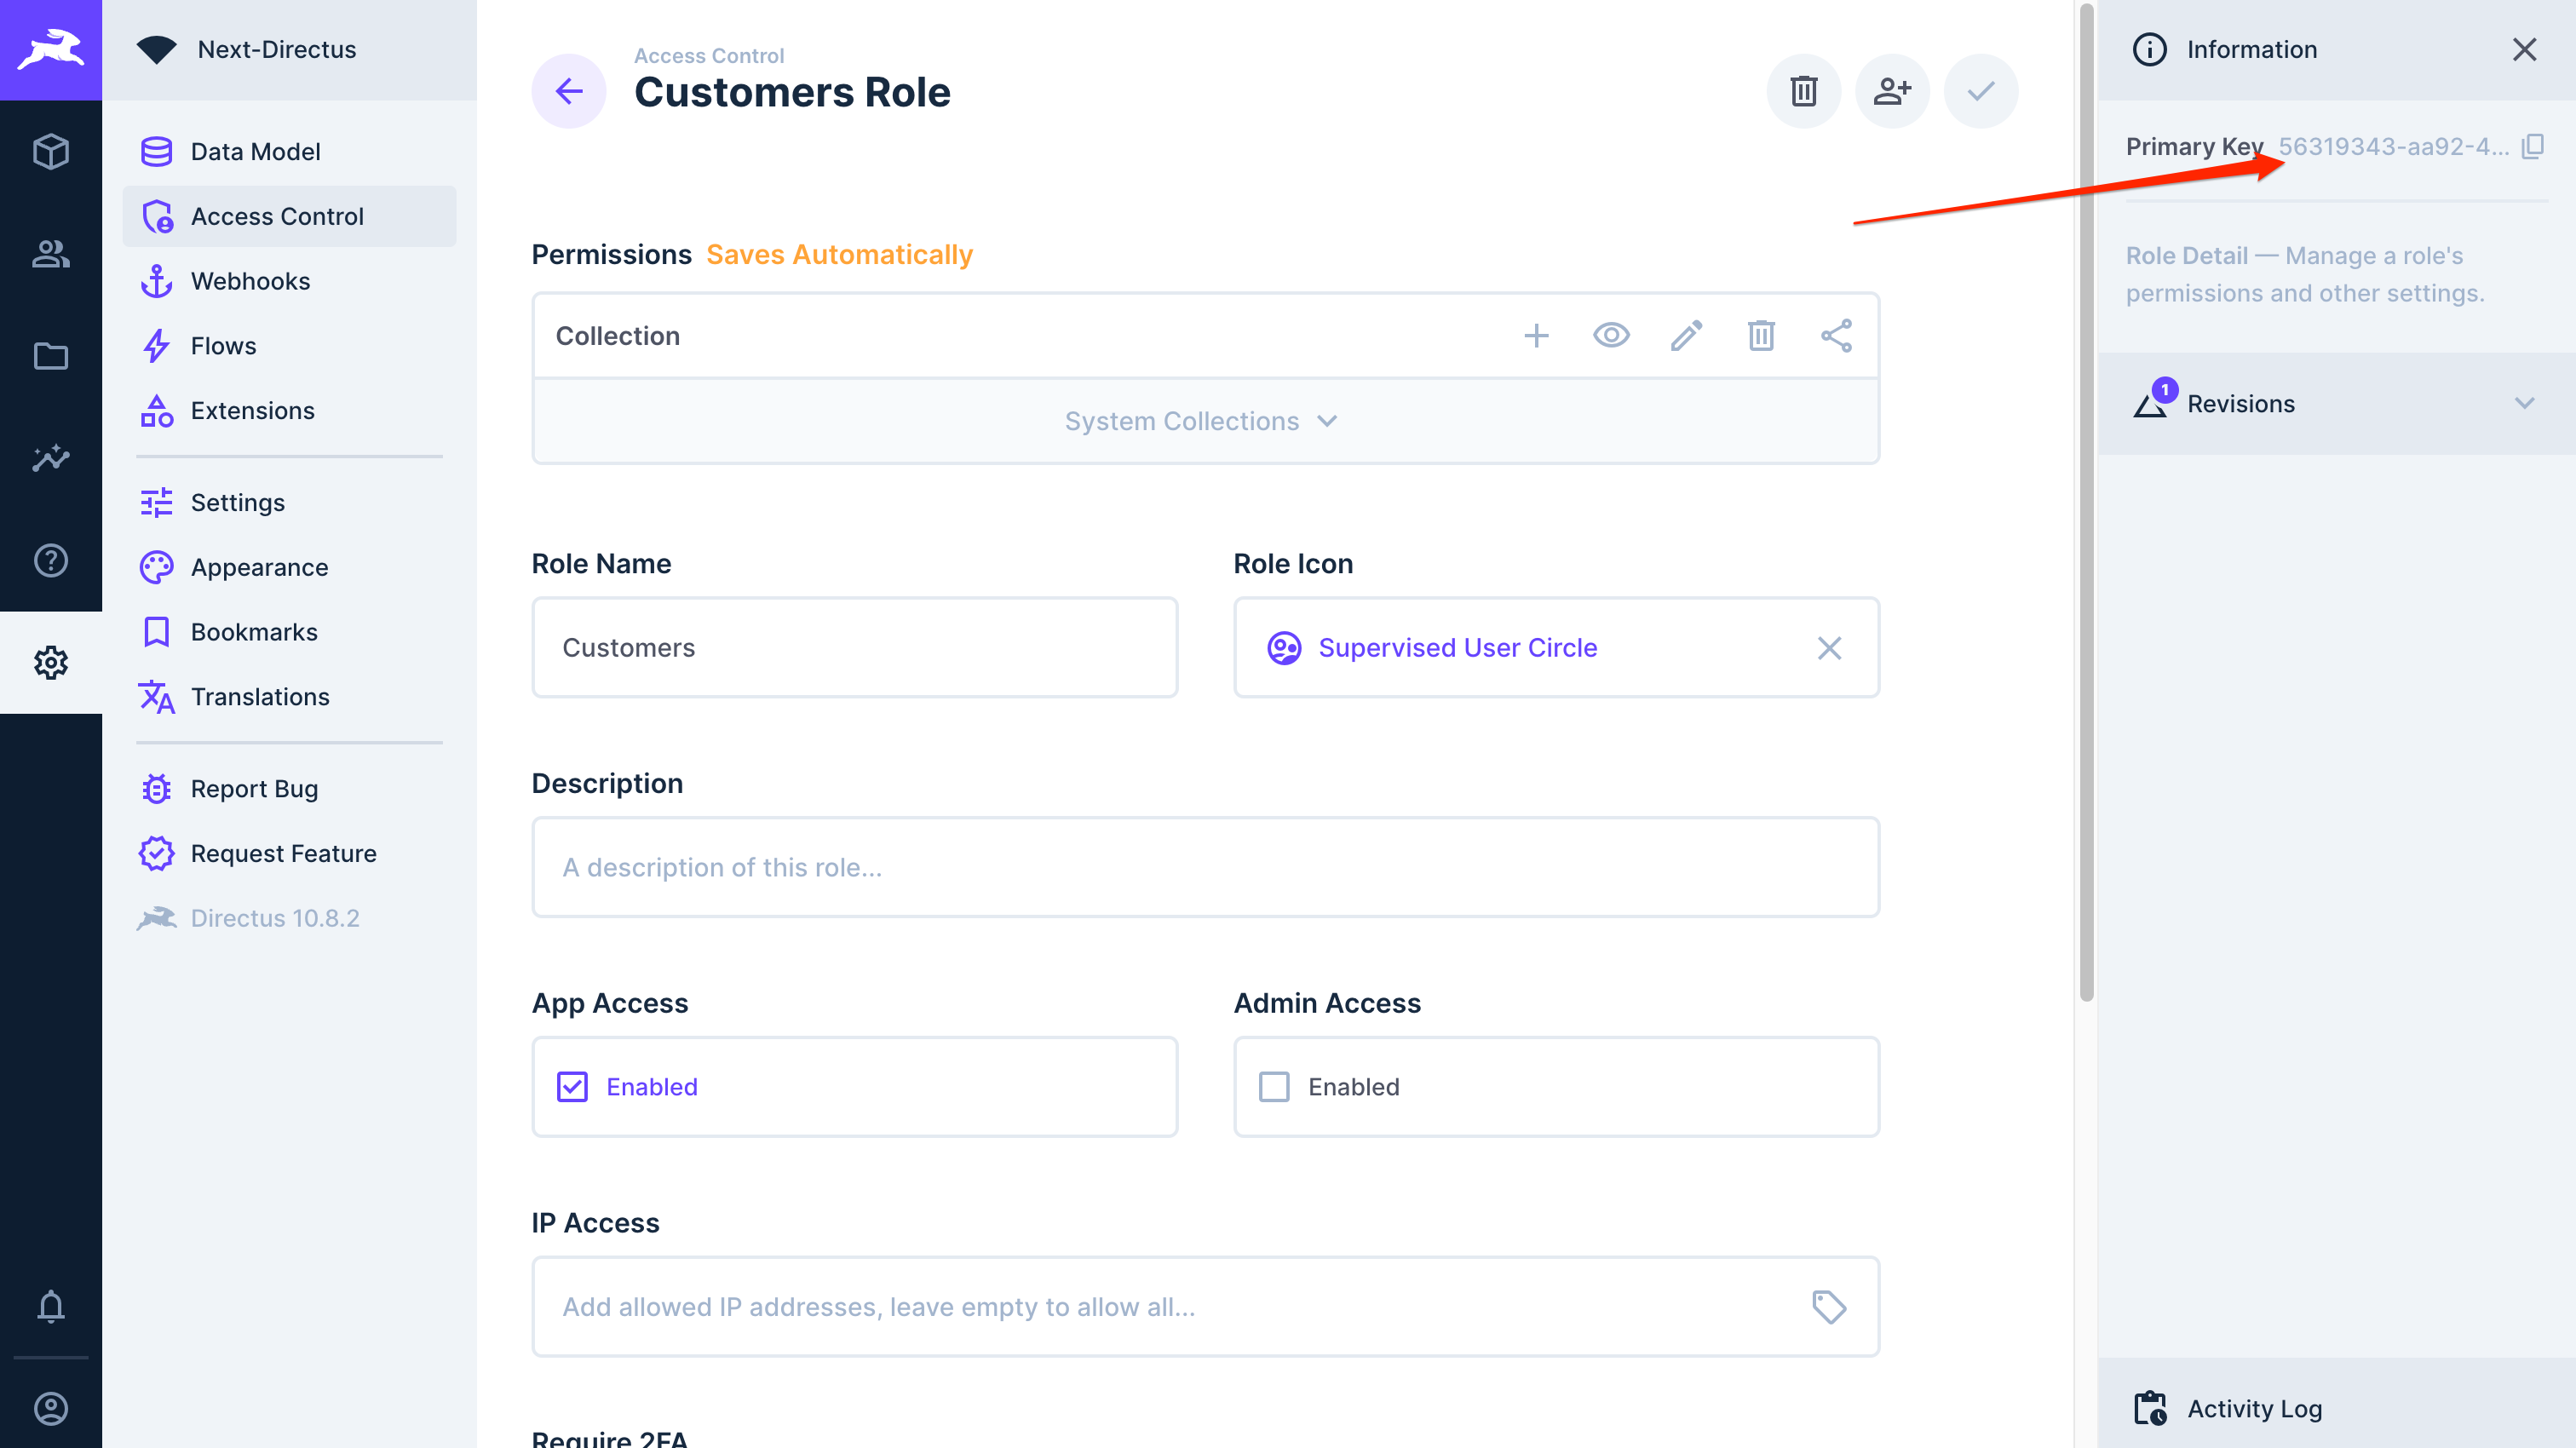 Next-Directus
Data Model
Access Control
Webhooks
Flows
Extensions
Settings
Appearance
Bookmarks
Translations
Report Bug
Request Feature
Directus 10.8.2
Access Control
Customers Role
Permissions Saves Automatically
Collection
System Collections
Role Name
Role Icon
Customers
Supervised User Circle
Description
A description of this role...
App Access
Admin Access
Enabled
Enabled
IP Access
Add allowed IP addresses, leave empty to allow all...
Require 2FA
Information
Primary Key 56319343-aa92-4...
Role Detail — Manage a role's
permissions and other settings.
1
Revisions
Activity Log